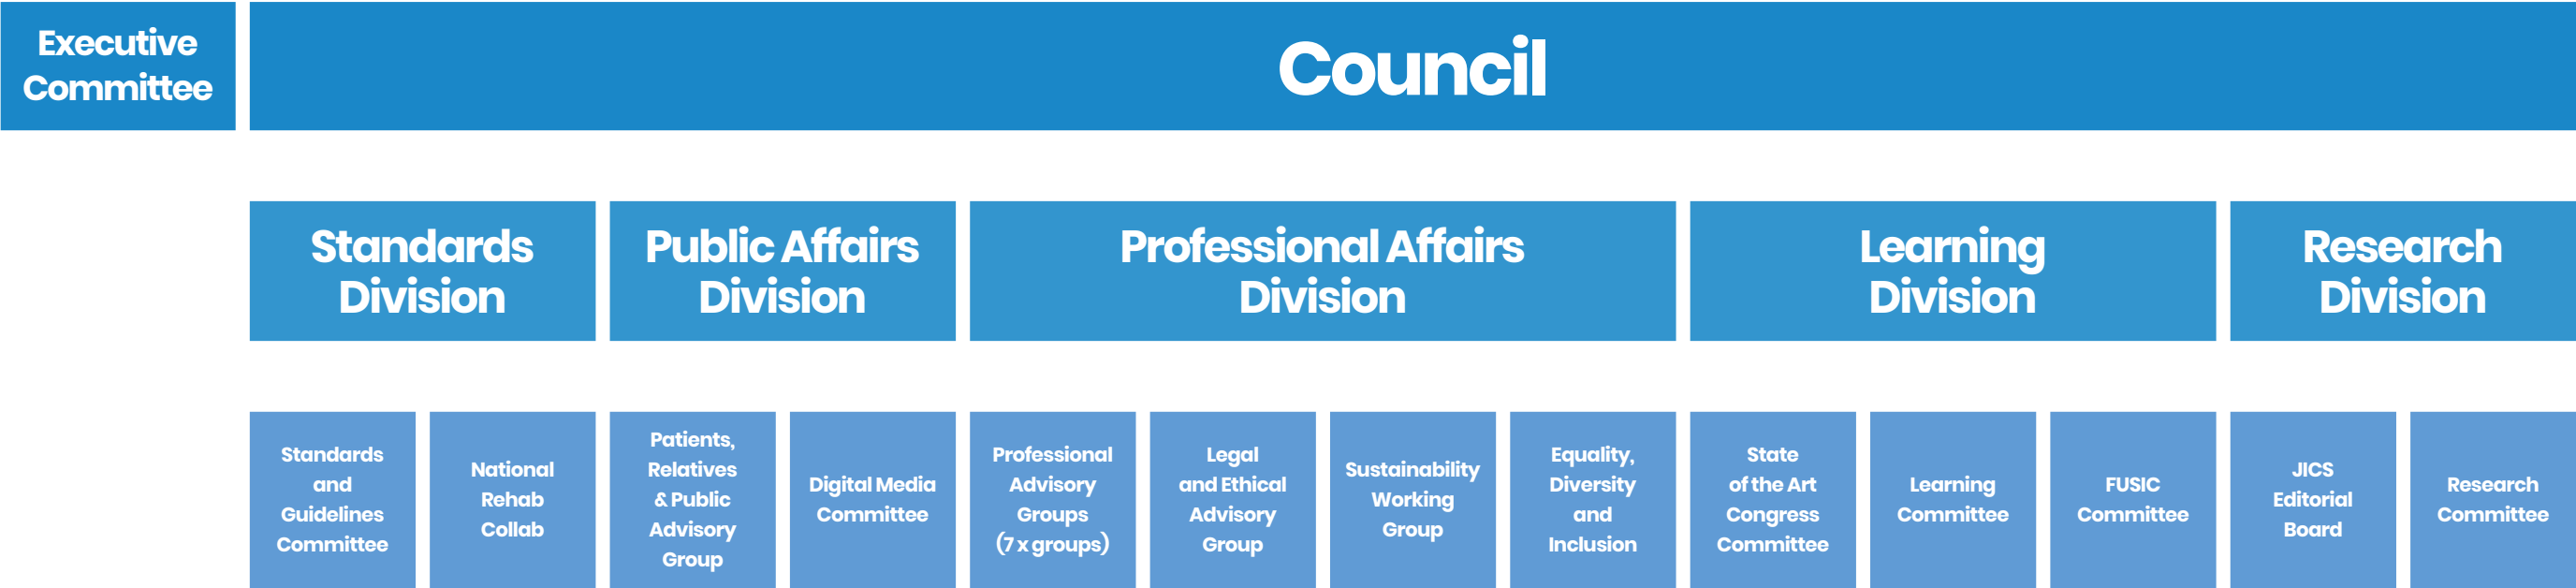 Executive
Committee
Council
Standards
Division
Public Affairs
Division
Professional Affairs
Division
Learning
Division
Research
Division
Standards
and
Guidelines
Committee
National
Rehab
Collab
Patients,
Relatives
& Public
Advisory
Group
Digital Media
Committee
Professional
Advisory
Groups
(7 x groups)
Legal
and Ethical
Advisory
Group
Sustainability
Working
Group
Equality,
Diversity
and
Inclusion
State
of the Art
Congress
Committee
Learning
Committee
FUSIC
Committee
JICS
Editorial
Board
Research
Committee